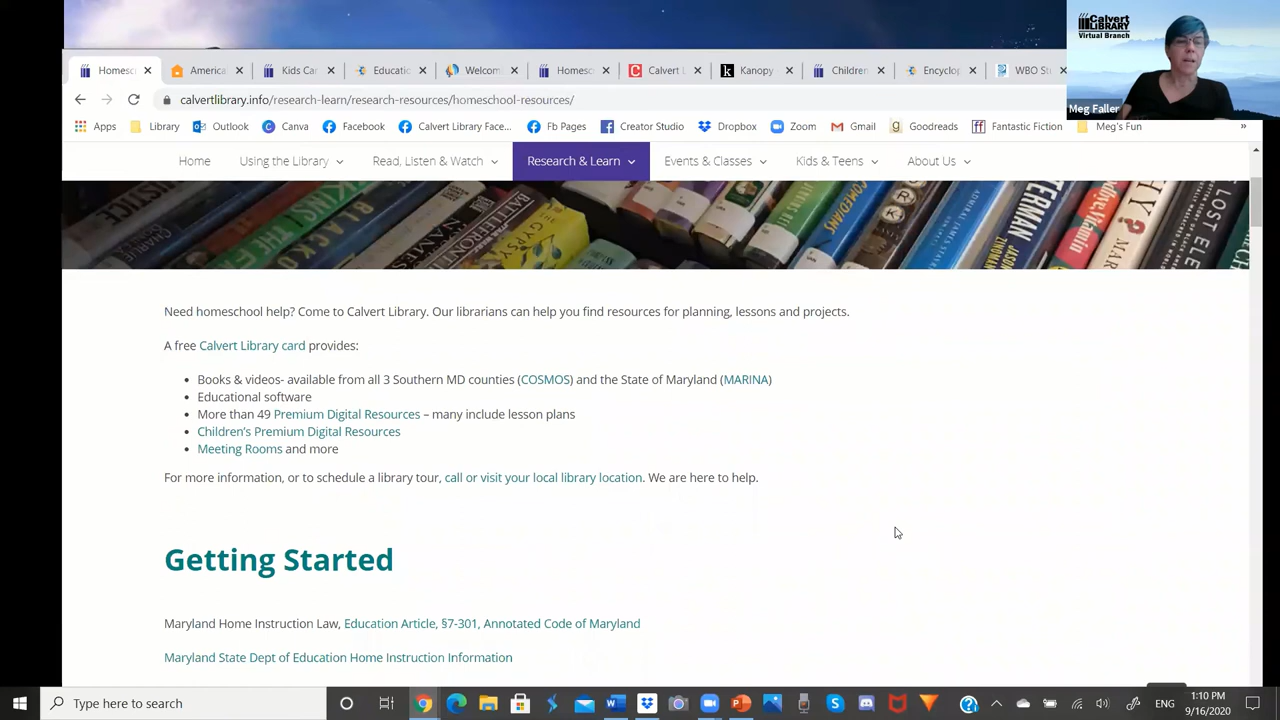 Calvert
LIBRARY
Virtual Branch
Meg Faller
Homesc
America
Kids Car
Educatio
Welcom
Homesc
Calvert L
Kanopy
Children
Encyclop
WBO Stu
calvertlibrary.info/research-learn/research-resources/homeschool-resources/
Apps Library Outlook Canva Facebook Calvert Library Face... Fb Pages Creator Studio Dropbox Zoom Gmail Goodreads Fantastic Fiction Meg's Fun
Home Using the Library Read, Listen & Watch Research & Learn Events & Classes Kids & Teens About Us
GYPSY
COMEDIANS
LOST
Need homeschool help? Come to Calvert Library. Our librarians can help you find resources for planning, lessons and projects.
A free Calvert Library card provides:
• Books & videos- available from all 3 Southern MD counties (COSMOS) and the State of Maryland (MARINA)
• Educational software
• More than 49 Premium Digital Resources – many include lesson plans
• Children's Premium Digital Resources
• Meeting Rooms and more
For more information, or to schedule a library tour, call or visit your local library location. We are here to help.
Getting Started
Maryland Home Instruction Law, Education Article, §7-301, Annotated Code of Maryland
Maryland State Dept of Education Home Instruction Information
Type here to search
ENG
1:10 PM
9/16/2020